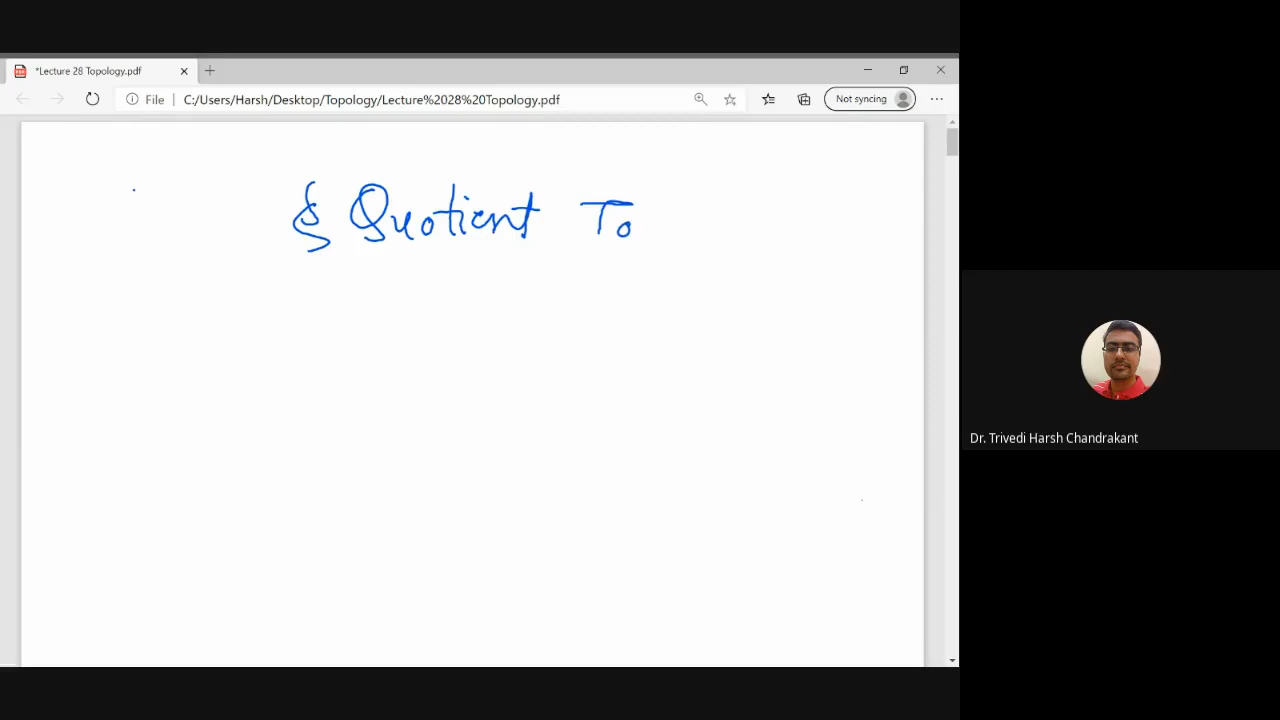 *Lecture 28 Topology.pdf
File | C:/Users/Harsh/Desktop/Topology/Lecture%2028%20Topology.pdf
Not syncing
§ Quotient To
Dr. Trivedi Harsh Chandrakant